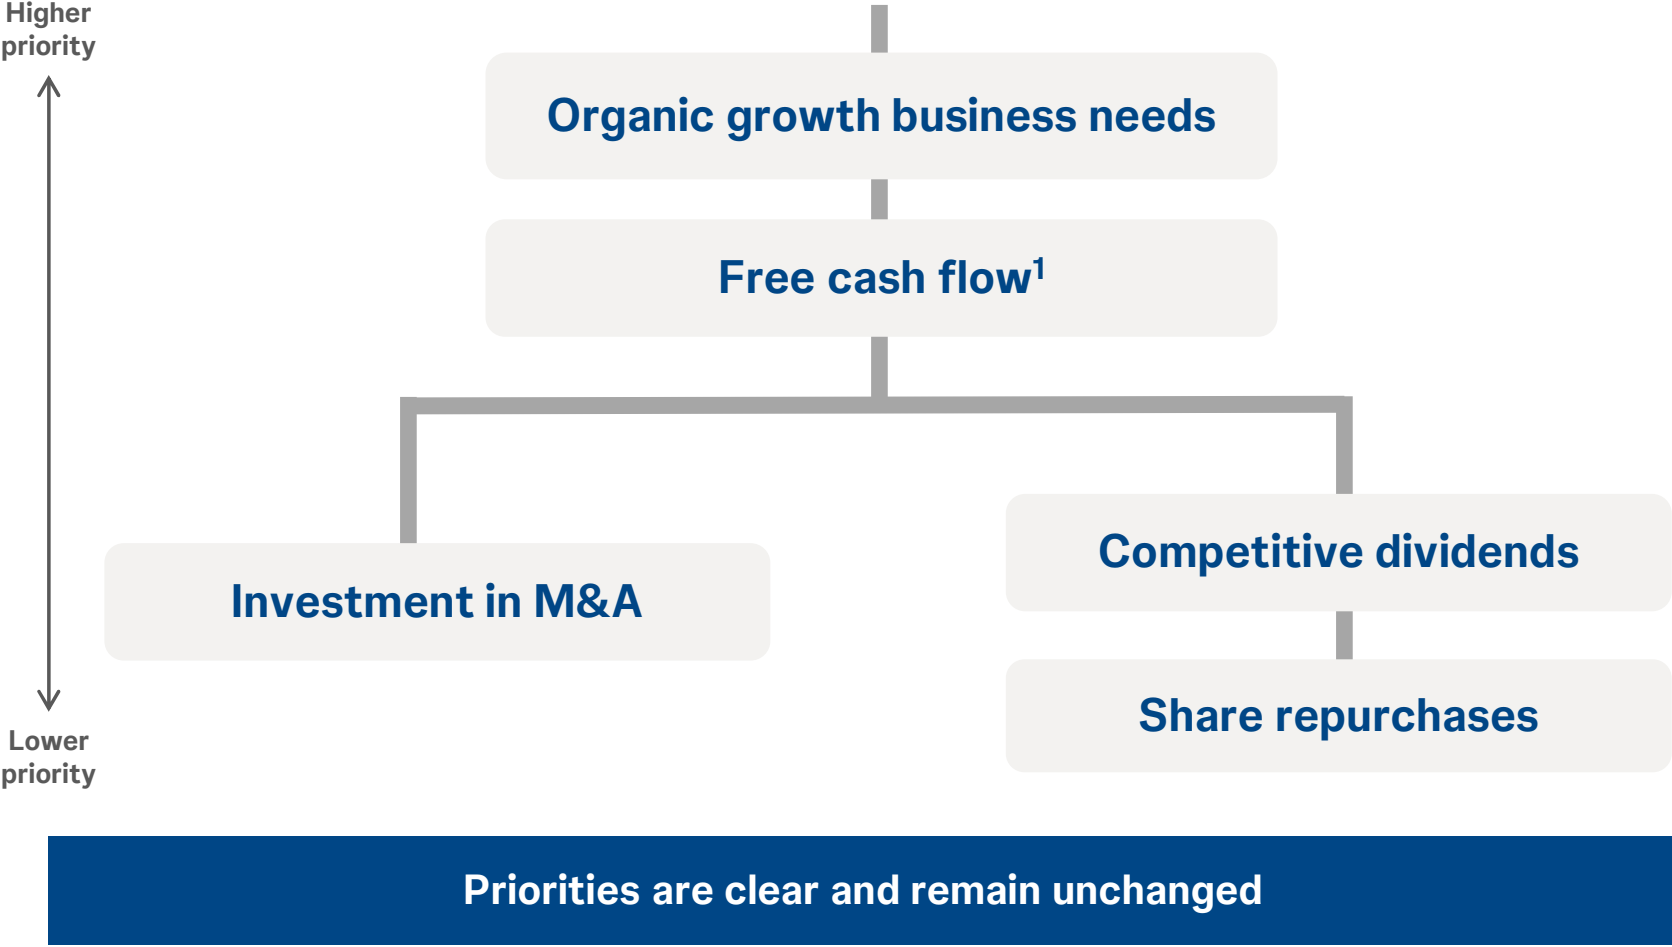 Higher
priority
Organic growth business needs
Free cash flow¹
Competitive dividends
Investment in M&A
Share repurchases
Lower
priority
Priorities are clear and remain unchanged